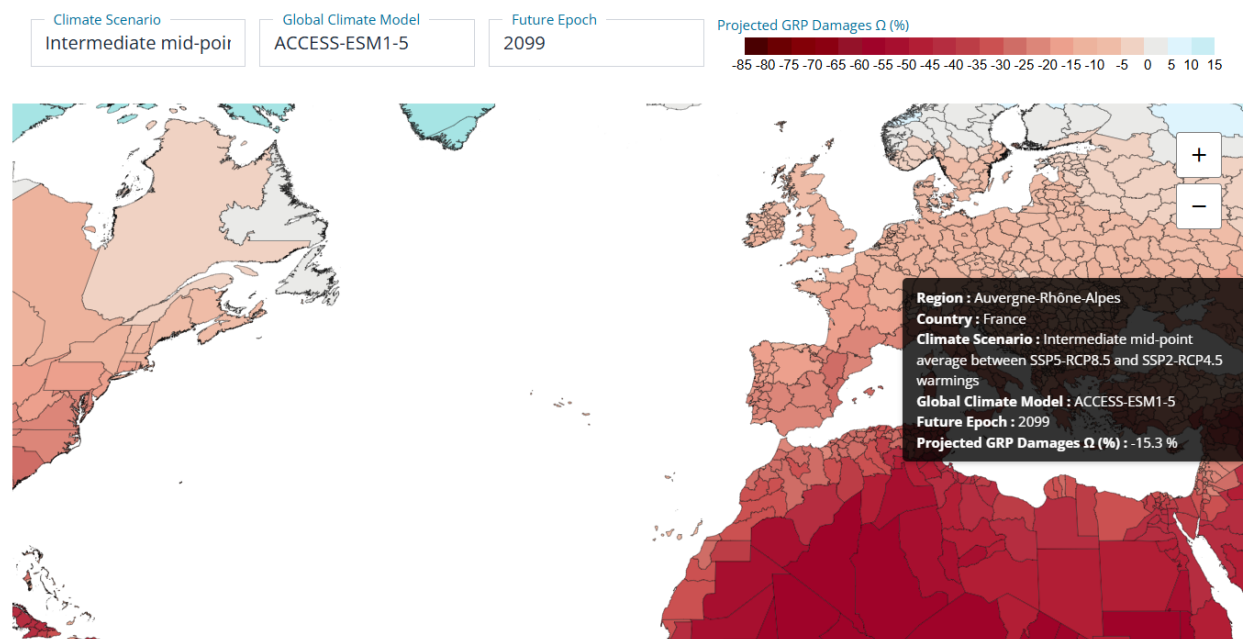 Climate Scenario
Global Climate Model
Future Epoch
Projected GRP Damages Ω (%)
Intermediate mid-poir
ACCESS-ESM1-5
2099
-85 -80 -75 -70 -65 -60 -55 -50 -45 -40 -35 -30 -25 -20 -15 -10 -5 0 5 10 15
+
−
Region : Auvergne-Rhône-Alpes
Country : France
Climate Scenario : Intermediate mid-point
average between SSP5-RCP8.5 and SSP2-RCP4.5
warmings
Global Climate Model : ACCESS-ESM1-5
Future Epoch : 2099
Projected GRP Damages Ω (%) : -15.3 %